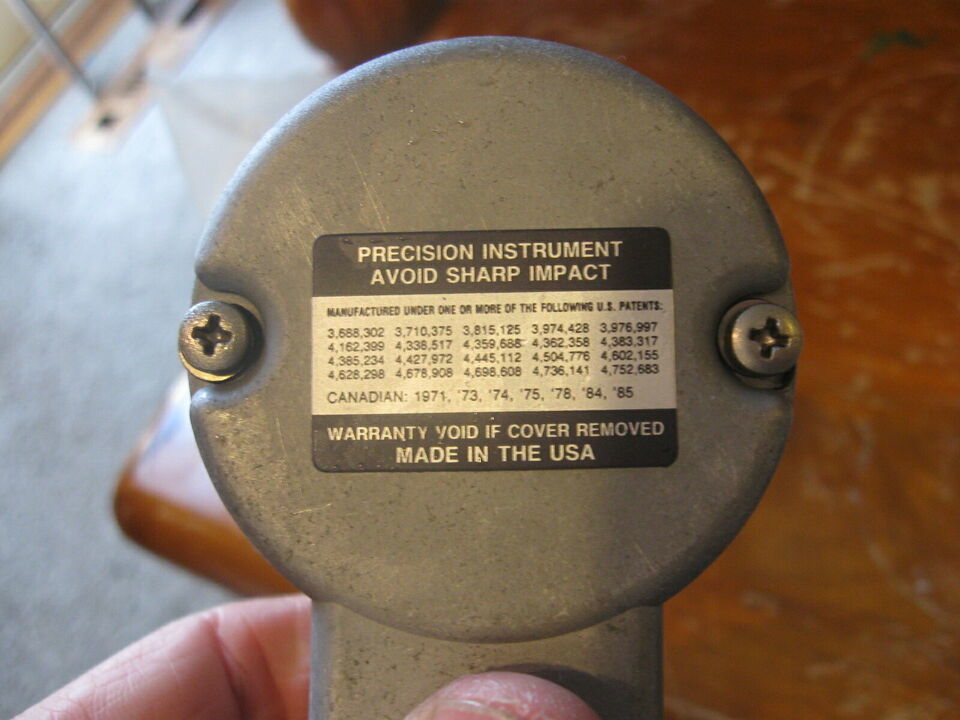 PRECISION INSTRUMENT
AVOID SHARP IMPACT
MANUFACTURED UNDER ONE OR MORE OF THE FOLLOWING U.S. PATENTS:
3,688,302 3,710,375 3,815,125 3,974,428 3,976,997
4,162,399 4,338,517 4,359,688 4,362,358 4,383,317
4,385,234 4,427,972 4,445,112 4,504,776 4,602,155
4,628,298 4,678,908 4,698,608 4,736,141 4,752,683
CANADIAN: 1971, '73, '74, '75, '78, '84, '85
WARRANTY VOID IF COVER REMOVED
MADE IN THE USA